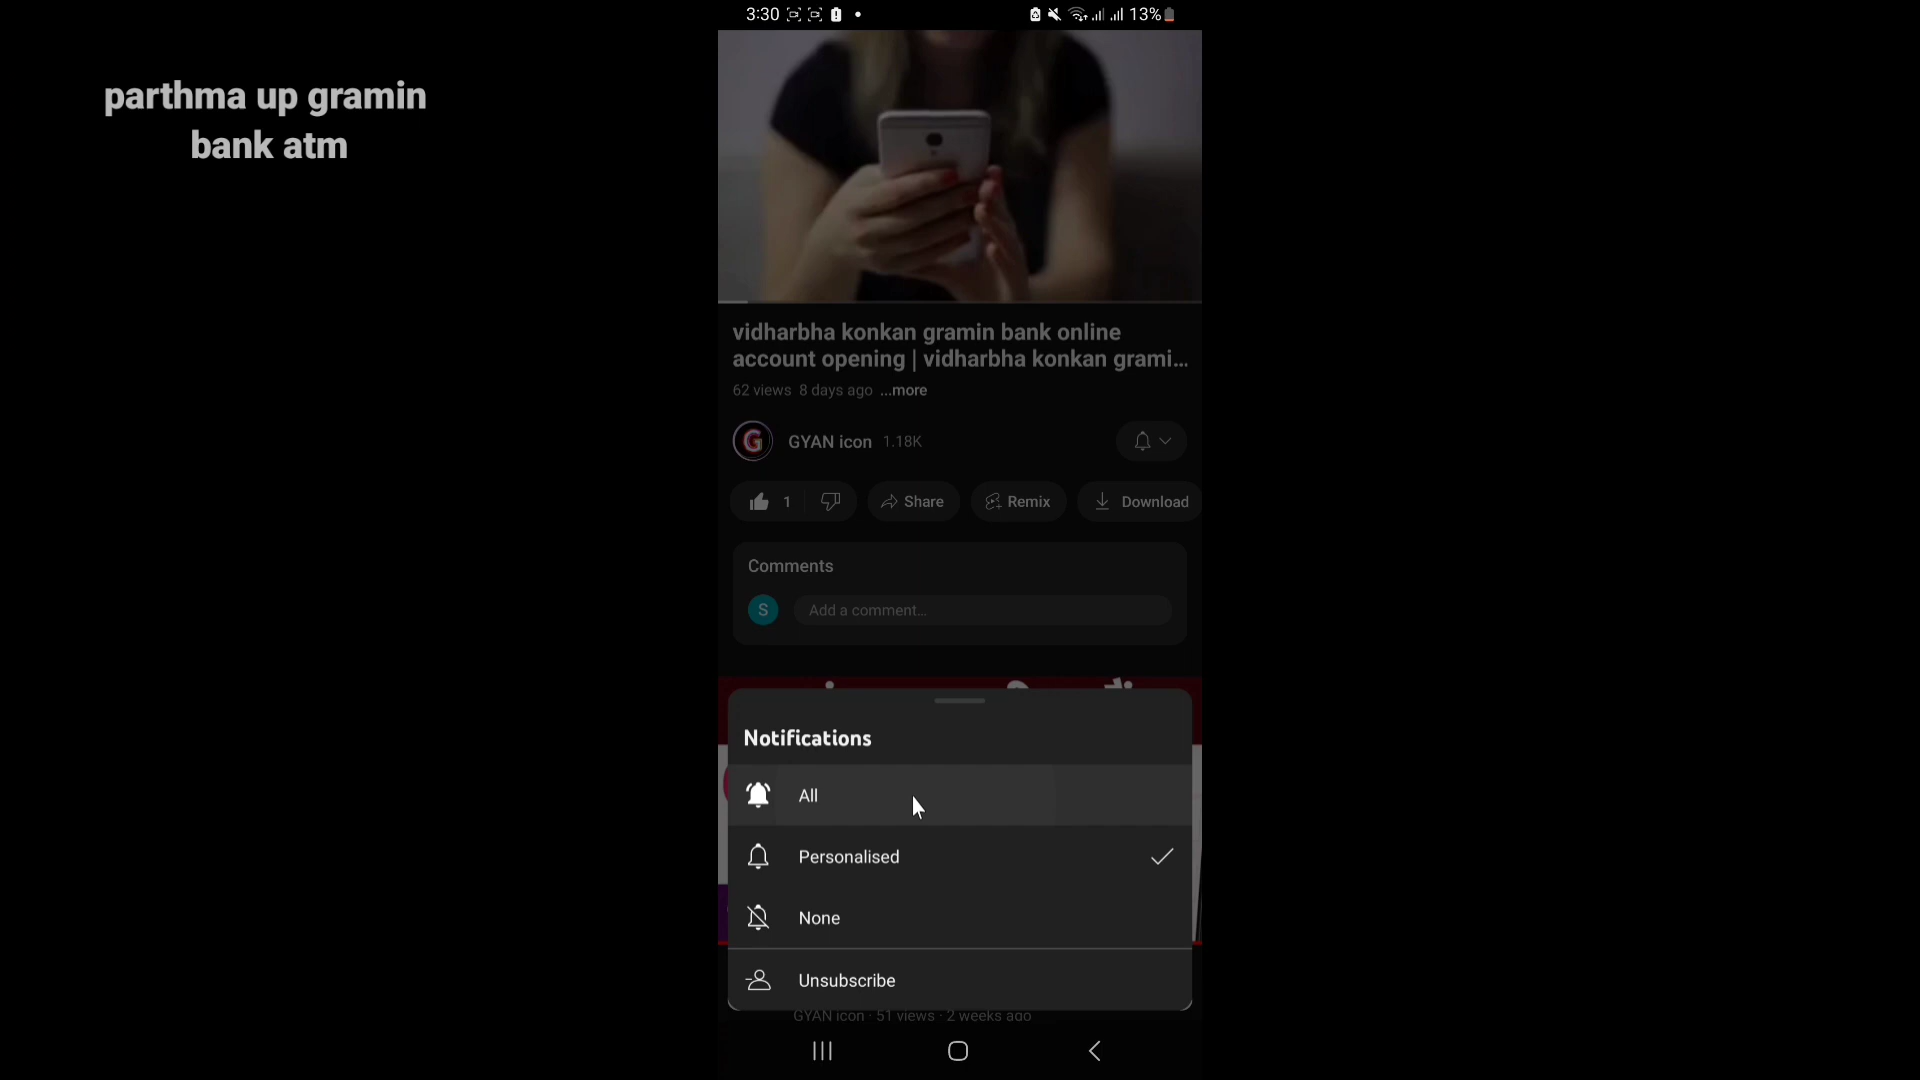 3:30
13%
parthma up gramin
bank atm
vidharbha konkan gramin bank online
account opening | vidharbha konkan grami...
62 views 8 days ago ...more
G GYAN icon 1.18K
1 Share Remix Download
Comments
S Add a comment...
Notifications
All
Personalised
None
Unsubscribe
GYAN icon · 51 views · 2 weeks ago